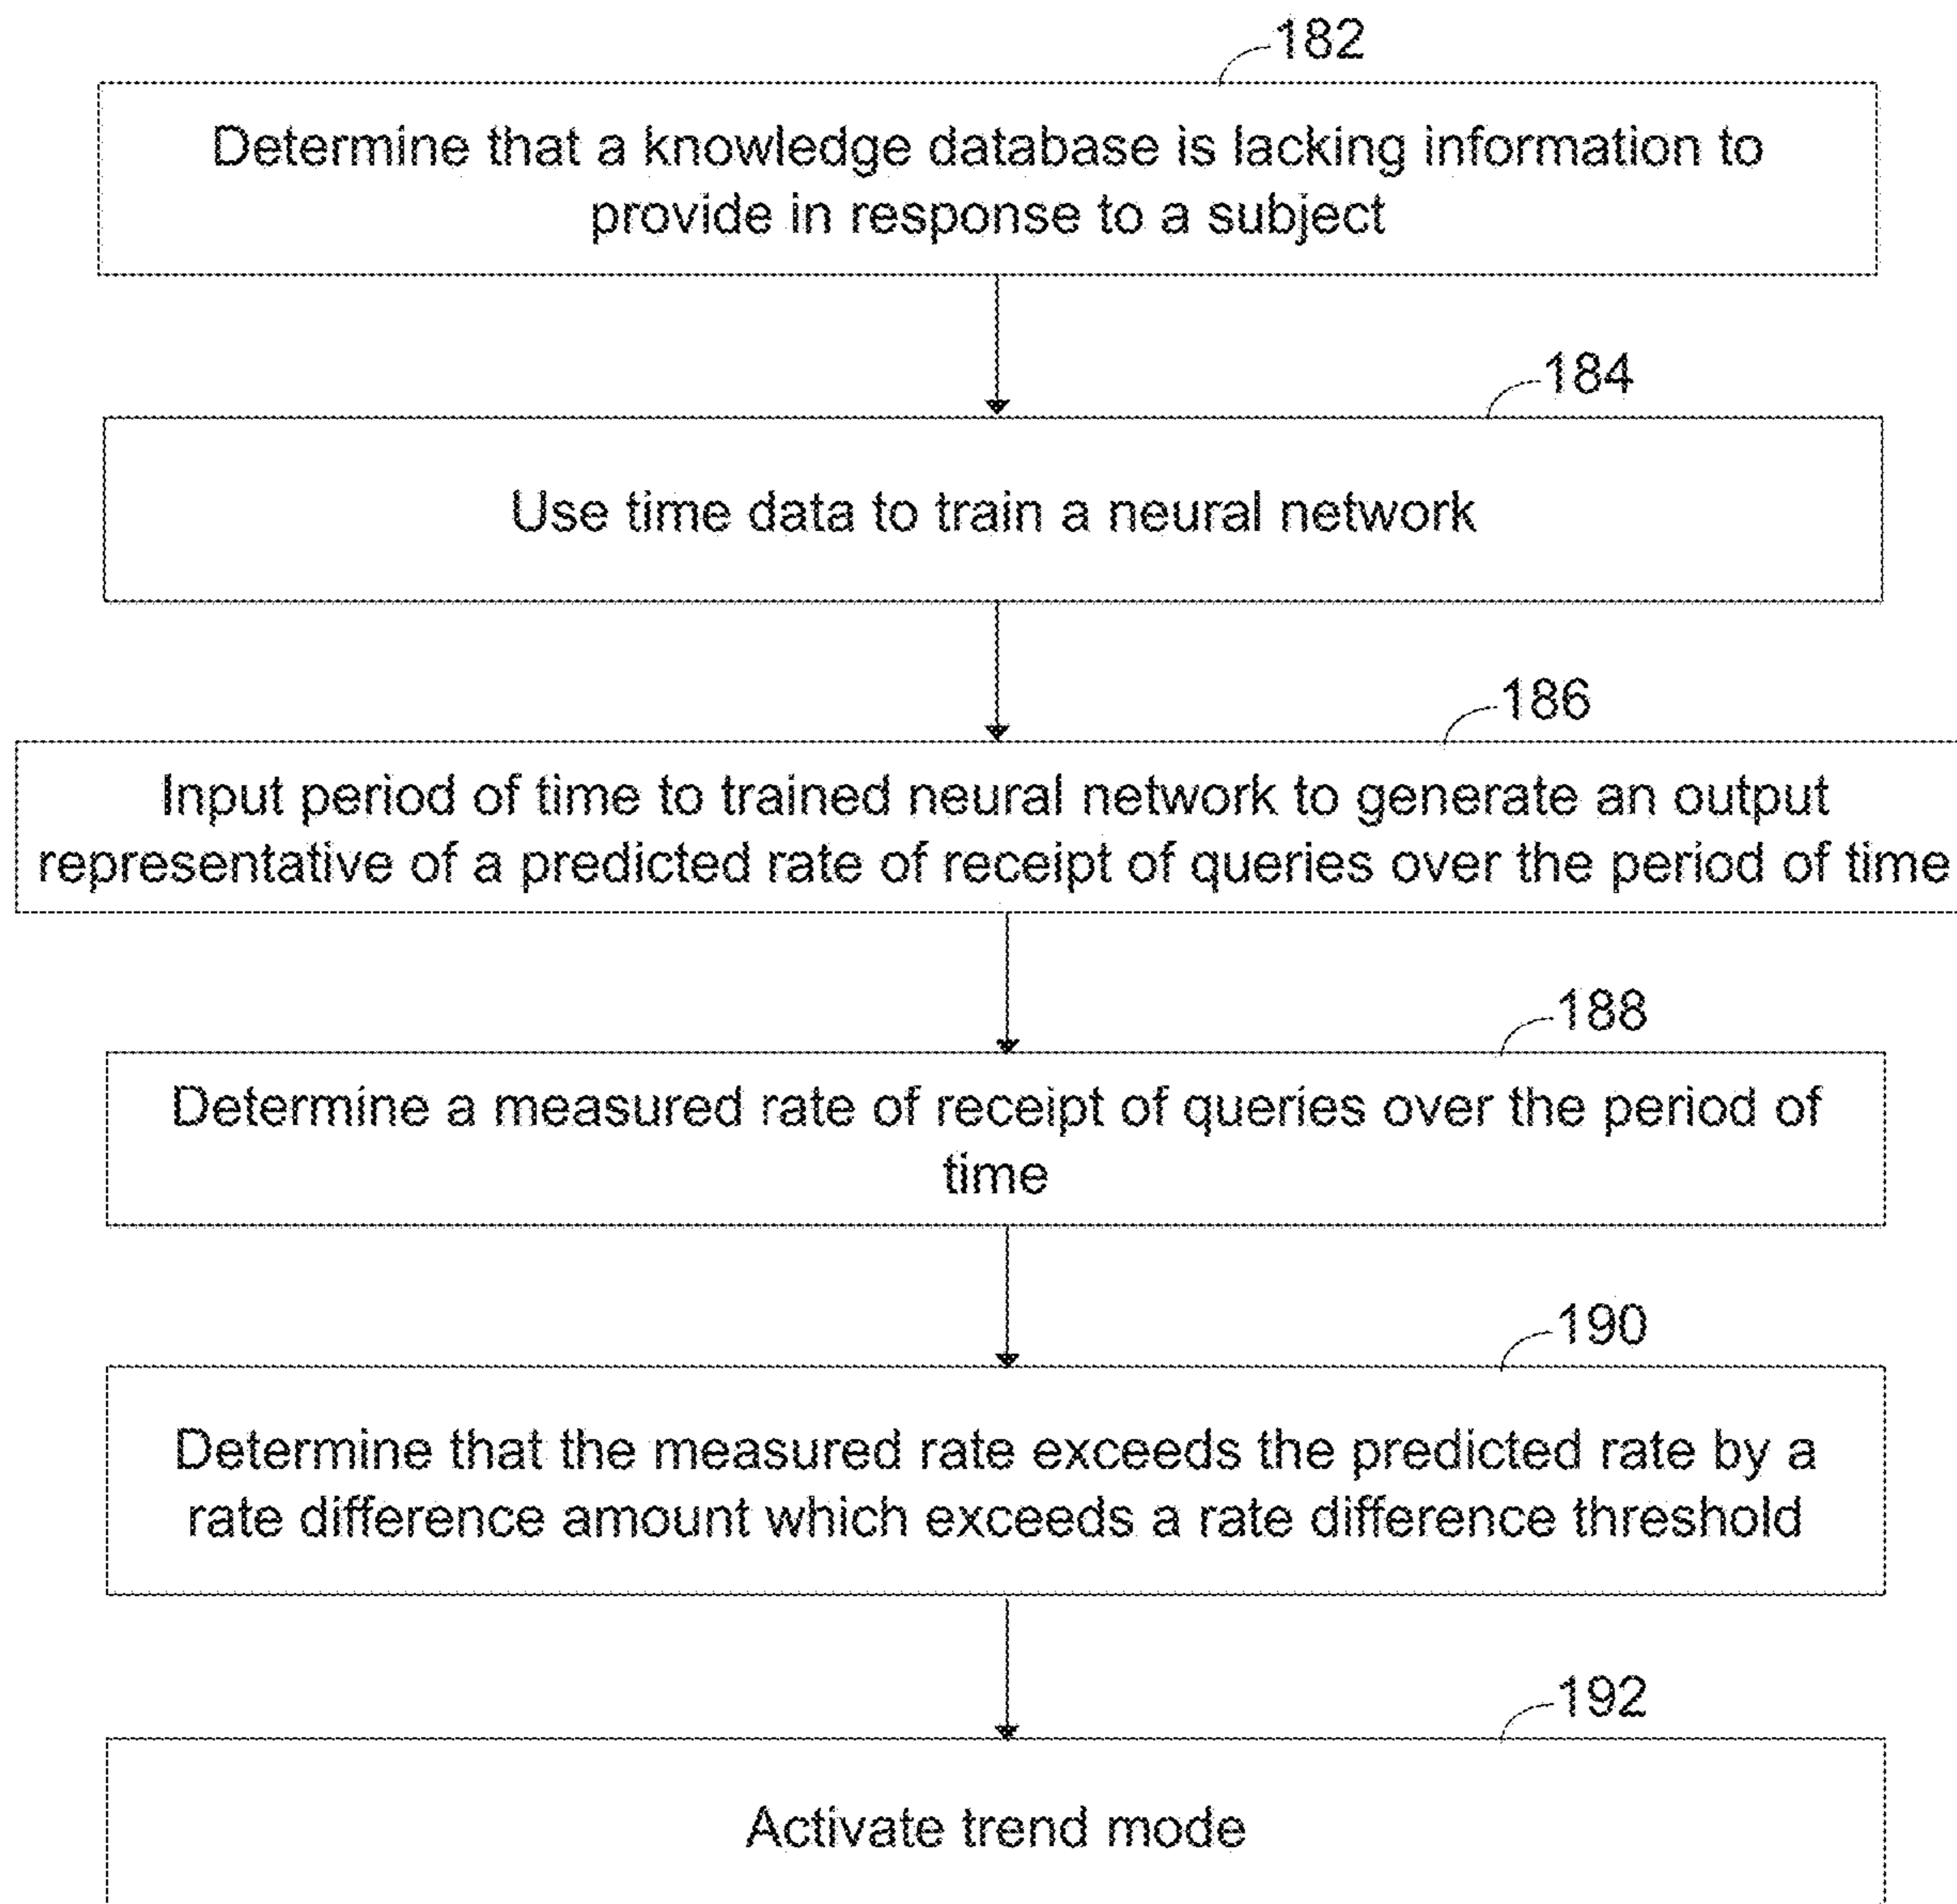 182
Determine that a knowledge database is lacking information to
provide in response to a subject
184
Use time data to train a neural network
186
Input period of time to trained neural network to generate an output
representative of a predicted rate of receipt of queries over the period of time
188
Determine a measured rate of receipt of queries over the period of
time
190
Determine that the measured rate exceeds the predicted rate by a
rate difference amount which exceeds a rate difference threshold
192
Activate trend mode